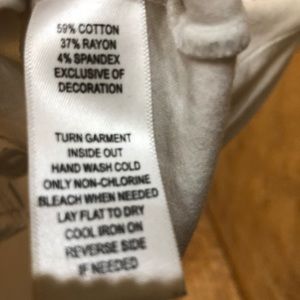 59% COTTON
37% RAYON
4% SPANDEX
EXCLUSIVE OF
DECORATION
TURN GARMENT
INSIDE OUT
HAND WASH COLD
ONLY NON-CHLORINE
BLEACH WHEN NEEDED
LAY FLAT TO DRY
COOL IRON ON
REVERSE SIDE
IF NEEDED